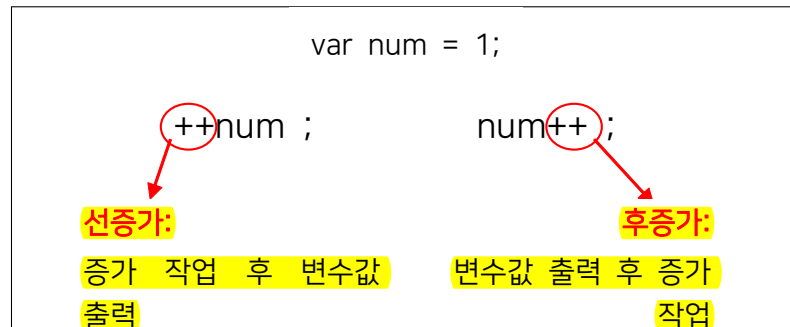 var num = 1;
++num ;
num++ ;
선증가:
후증가:
증가 작업 후 변수값
출력
변수값 출력 후 증가
작업